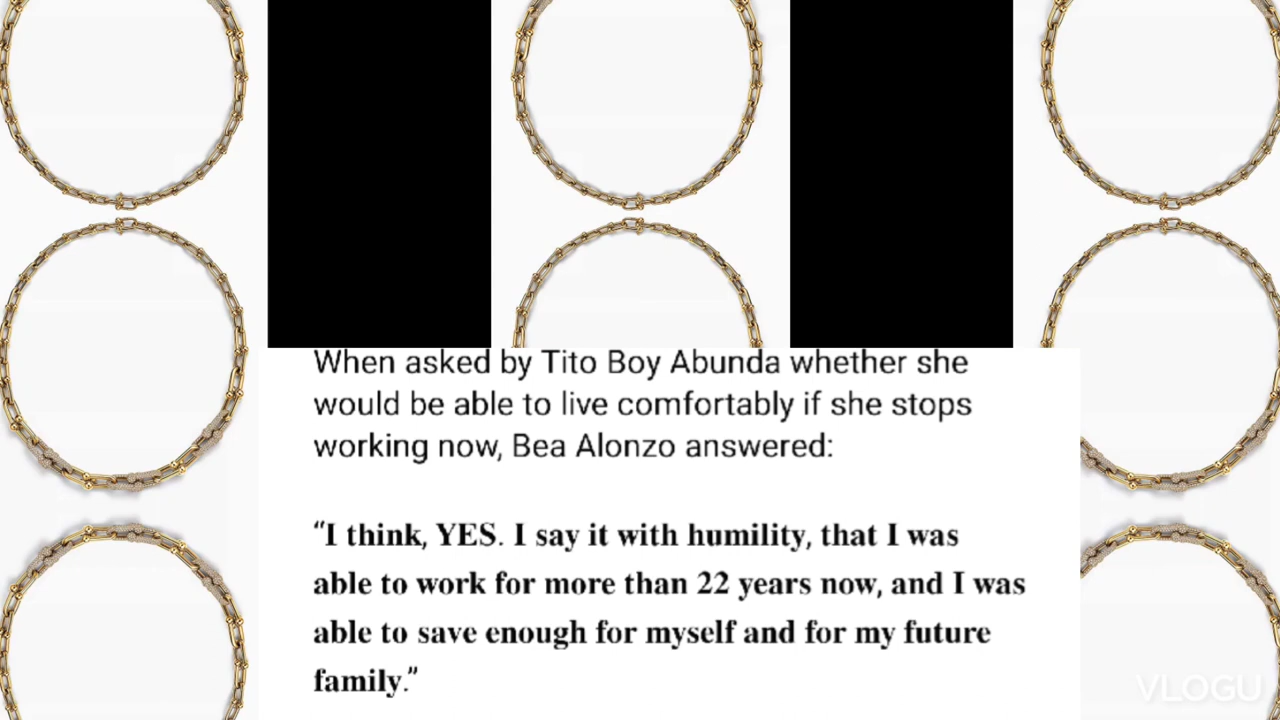 When asked by Tito Boy Abunda whether she
would be able to live comfortably if she stops
working now, Bea Alonzo answered:
“I think, YES. I say it with humility, that I was
able to work for more than 22 years now, and I was
able to save enough for myself and for my future
family.”
VLOGU